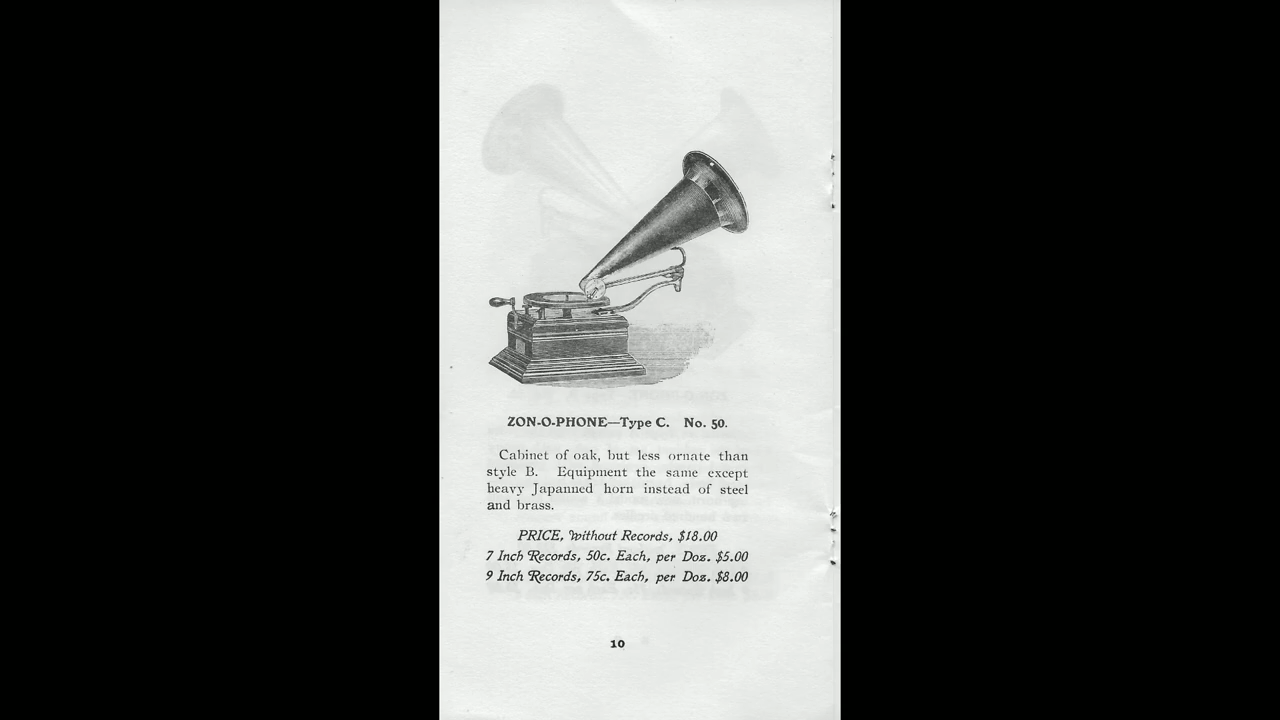 ZON-O-PHONE—Type C. No. 50.
Cabinet of oak, but less ornate than
style B. Equipment the same except
heavy Japanned horn instead of steel
and brass.
PRICE, Without Records, $18.00
7 Inch Records, 50c. Each, per Doz. $5.00
9 Inch Records, 75c. Each, per Doz. $8.00
10